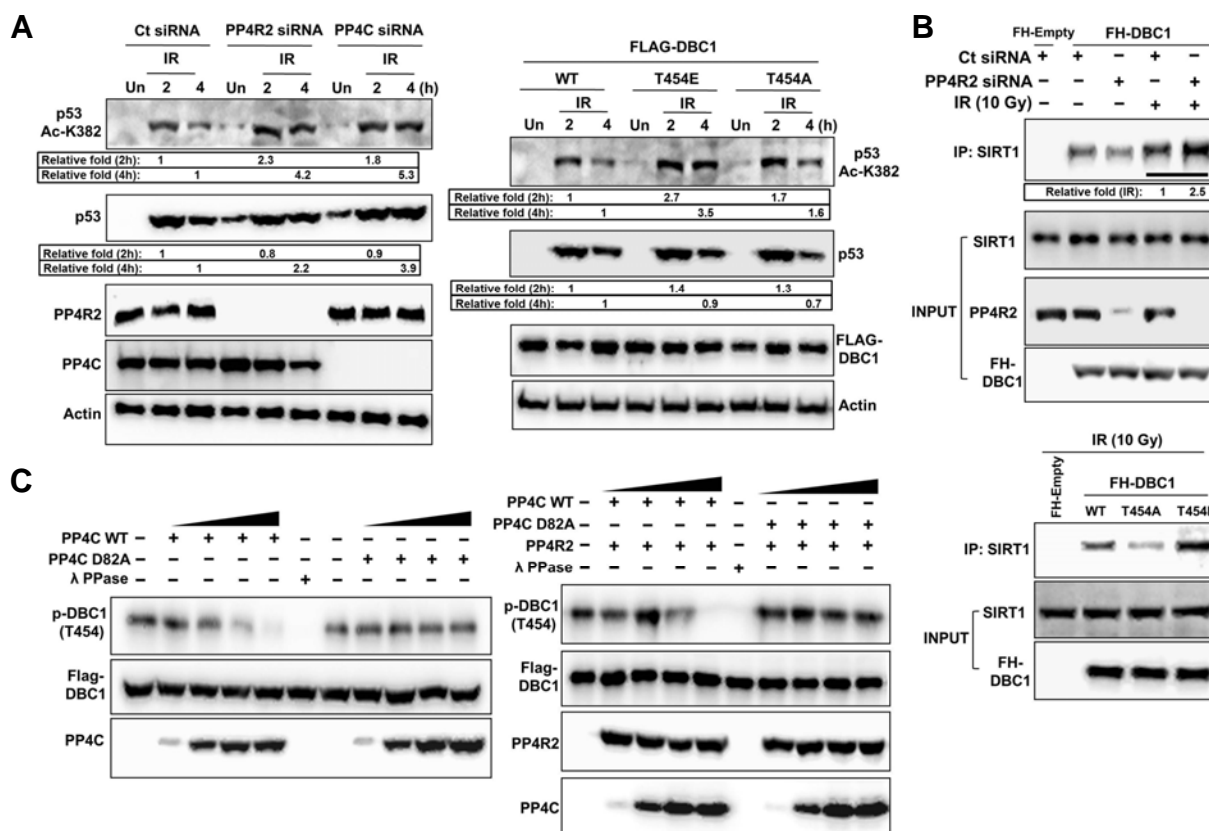 A
Ct siRNA PP4R2 siRNA PP4C siRNA
IR IR IR
Un 2 4 Un 2 4 Un 2 4 (h)
p53
Ac-K382
Relative fold (2h): 1 2.3 1.8
Relative fold (4h): 1 4.2 5.3
p53
Relative fold (2h): 1 0.8 0.9
Relative fold (4h): 1 2.2 3.9
PP4R2
PP4C
Actin
FLAG-DBC1
WT T454E T454A
IR IR IR
Un 2 4 Un 2 4 Un 2 4 (h)
p53
Ac-K382
Relative fold (2h): 1 2.7 1.7
Relative fold (4h): 1 3.5 1.6
p53
Relative fold (2h): 1 1.4 1.3
Relative fold (4h): 1 0.9 0.7
FLAG-
DBC1
Actin
B
FH-Empty FH-DBC1
Ct siRNA + + – + –
PP4R2 siRNA – – + – +
IR (10 Gy) – – – + +
IP: SIRT1
Relative fold (IR): 1 2.5
SIRT1
INPUT PP4R2
FH-
DBC1
IR (10 Gy)
FH-Empty
FH-DBC1
WT T454A
IP: SIRT1
SIRT1
INPUT
FH-
DBC1
C
PP4C WT – + + + + – – – – – –
PP4C D82A – – – – – – – + + + +
λ PPase – – – – – + – – – – –
p-DBC1
(T454)
Flag-
DBC1
PP4C
PP4C WT – + + + + – – – – –
PP4C D82A – – – – – – + + + +
PP4R2 – + + + + – + + + +
λ PPase – – – – – + – – – –
p-DBC1
(T454)
Flag-
DBC1
PP4R2
PP4C